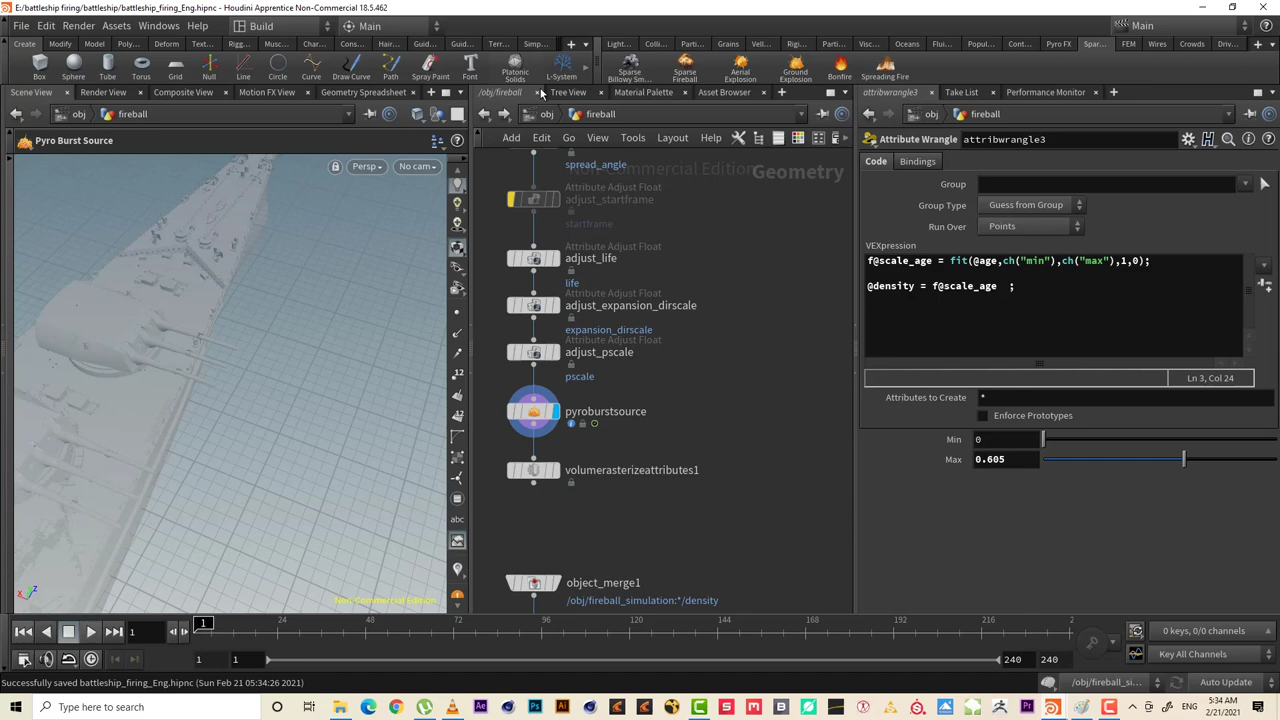 E:/battleship firing/battleship_firing_Eng.hipnc - Houdini Apprentice Non-Commercial 18.5.462
File Edit Render Assets Windows Help Build Main Main
Create Modify Model Poly... Deform Text... Rigg... Musc... Char... Cons... Hair... Guid... Guid... Terr... Simp... Light... Colli... Parti... Grains Vell... Rigi... Parti... Visc... Oceans Flui... Popul... Cont... Pyro FX Spar... FEM Wires Crowds Driv...
Box Sphere Tube Torus Grid Null Line Circle Curve Draw Curve Path Spray Paint Font Platonic Solids L-System Sparse Billowy Sm... Sparse Fireball Aerial Explosion Ground Explosion Bonfire Spreading Fire
Scene View Render View Composite View Motion FX View Geometry Spreadsheet /obj/fireball Tree View Material Palette Asset Browser attribwrangle3 Take List Performance Monitor
obj fireball obj fireball obj fireball
Pyro Burst Source
Add Edit Go View Tools Layout Help
Attribute Wrangle attribwrangle3
Persp No cam
Non-Commercial Edition Geometry
Code Bindings
Group
Group Type Guess from Group
Run Over Points
VEXpression
f@scale_age = fit(@age,ch("min"),ch("max"),1,0);
@density = f@scale_age ;
Ln 3, Col 24
Attributes to Create *
Enforce Prototypes
Min 0
Max 0.605
spread_angle
Attribute Adjust Float
adjust_startframe
startframe
Attribute Adjust Float
adjust_life
life
Attribute Adjust Float
adjust_expansion_dirscale
expansion_dirscale
Attribute Adjust Float
adjust_pscale
pscale
pyroburstsource
volumerasterizeattributes1
object_merge1
/obj/fireball_simulation:*/density
abc
Non-Commercial Edition
1 1 24 48 72 96 120 144 168 192 216 2
0 keys, 0/0 channels
1 1 240 240 Key All Channels
Successfully saved battleship_firing_Eng.hipnc (Sun Feb 21 05:34:26 2021)
/obj/fireball_si... Auto Update
Type here to search
5:34 AM
2/21/2021